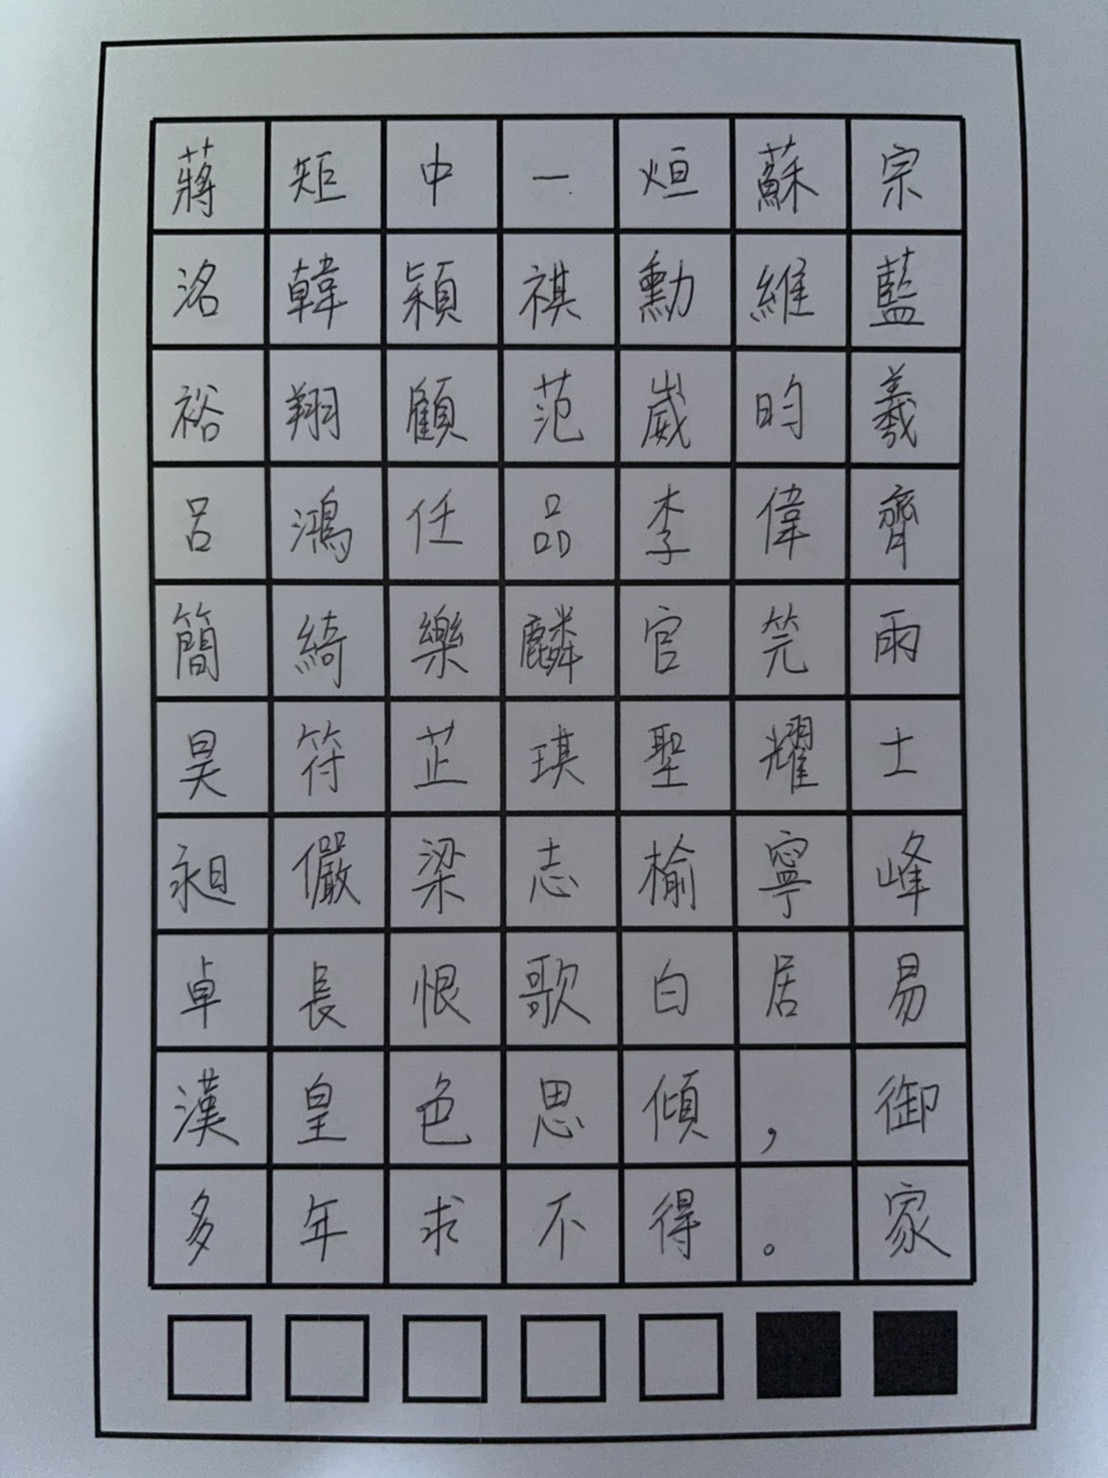 蔣矩中一烜蘇宗
洺韓穎祺勳維藍
裕翔顧范崴昀羲
呂鴻任品李偉齊
簡綺樂麟官筦雨
昊符芷琪聖耀士
昶儼梁志榆寧峰
卓長恨歌白居易
漢皇色思傾，御
多年求不得。家